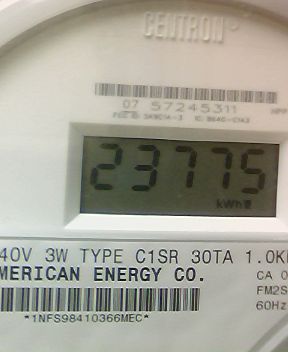 CENTRON®
07 57245311
23775
kWh
40V 3W TYPE C1SR 30TA 1.0K
MERICAN ENERGY CO.
CA 0
FM2S
60Hz
*1NFS98410366MEC*